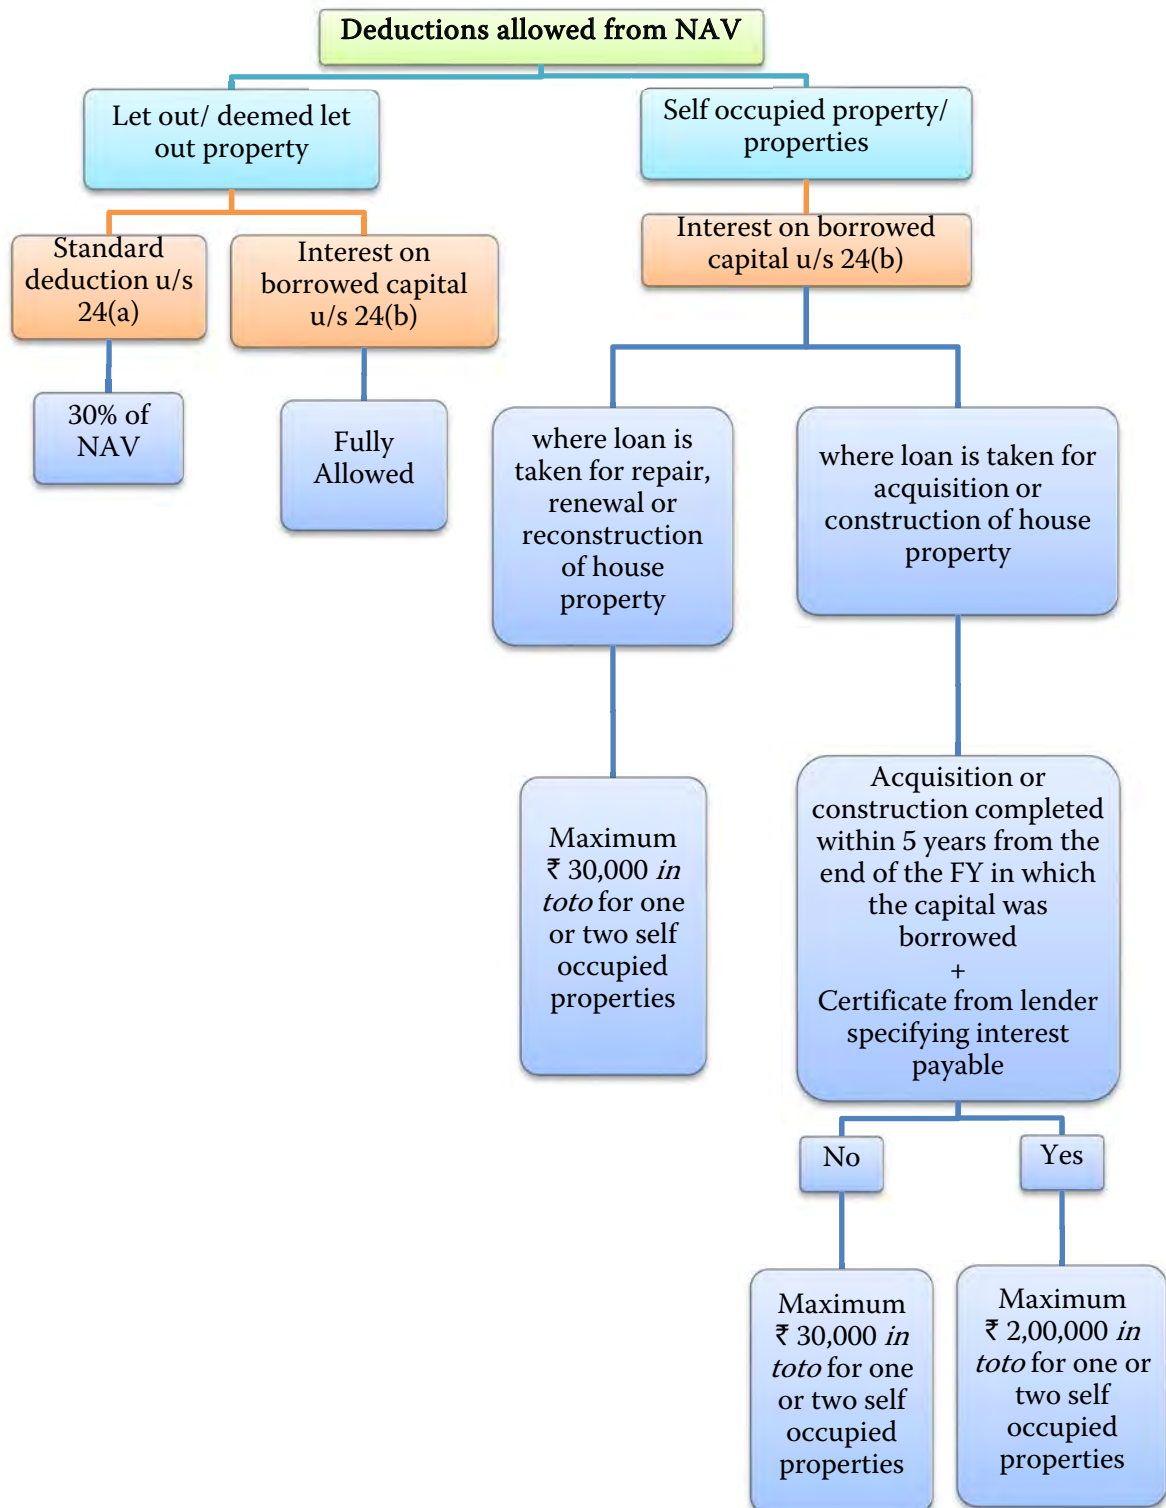 Deductions allowed from NAV
Let out/ deemed let
out property
Self occupied property/
properties
Standard
deduction u/s
24(a)
Interest on
borrowed capital
u/s 24(b)
Interest on borrowed
capital u/s 24(b)
30% of
NAV
Fully
Allowed
where loan is
taken for repair,
renewal or
reconstruction
of house
property
where loan is taken for
acquisition or
construction of house
property
Maximum
₹ 30,000 in
toto for one
or two self
occupied
properties
Acquisition or
construction completed
within 5 years from the
end of the FY in which
the capital was
borrowed
+
Certificate from lender
specifying interest
payable
No
Yes
Maximum
₹ 30,000 in
toto for one
or two self
occupied
properties
Maximum
₹ 2,00,000 in
toto for one or
two self
occupied
properties